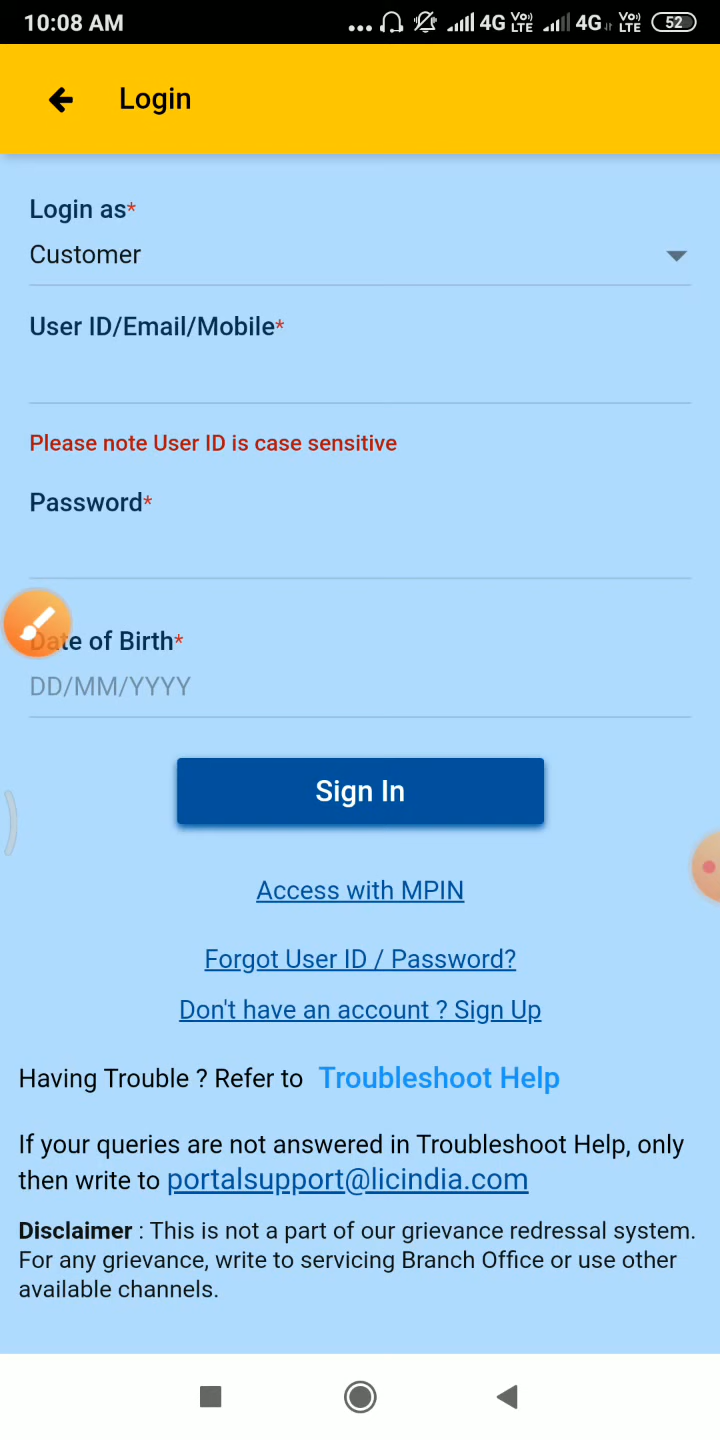 10:08 AM ... 4G Vo)) LTE 4G Vo)) LTE 52
Login
Login as*
Customer
User ID/Email/Mobile*
Please note User ID is case sensitive
Password*
Date of Birth*
DD/MM/YYYY
Sign In
Access with MPIN
Forgot User ID / Password?
Don't have an account ? Sign Up
Having Trouble ? Refer to Troubleshoot Help
If your queries are not answered in Troubleshoot Help, only
then write to portalsupport@licindia.com
Disclaimer : This is not a part of our grievance redressal system.
For any grievance, write to servicing Branch Office or use other
available channels.